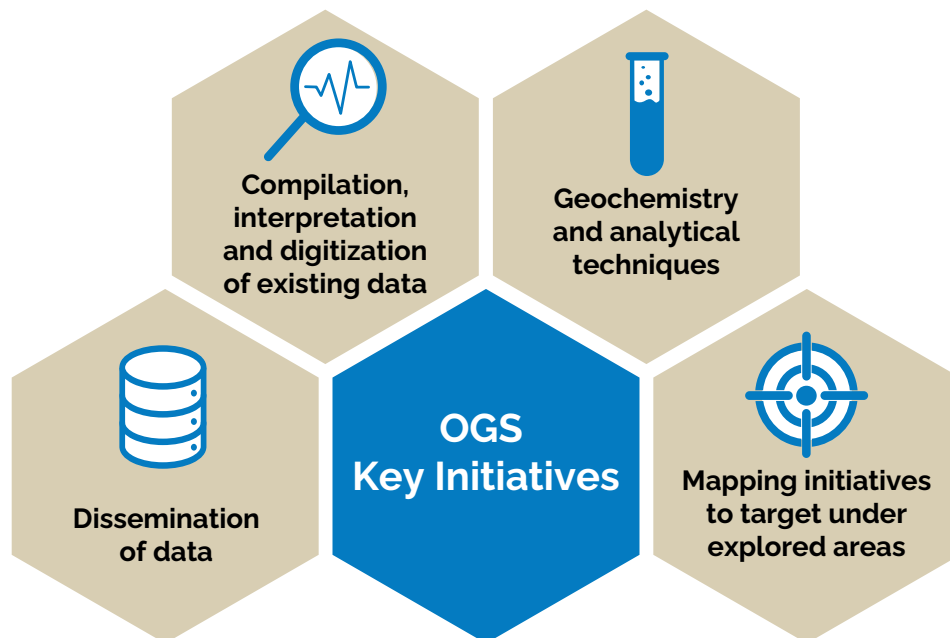 Compilation,
interpretation
and digitization
of existing data
Geochemistry
and analytical
techniques
Dissemination
of data
OGS
Key Initiatives
Mapping initiatives
to target under
explored areas